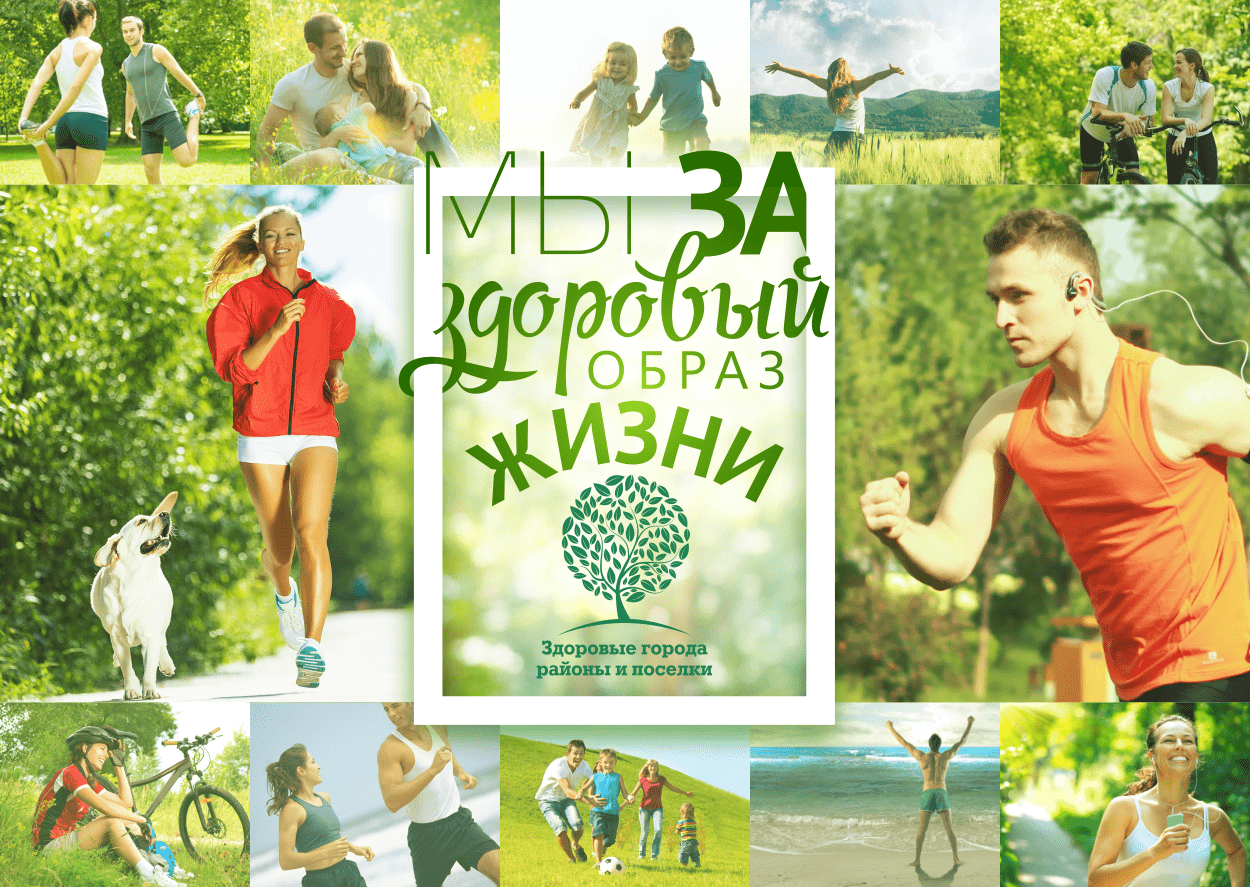 МЫ ЗА
здоровый
ОБРАЗ
ЖИЗНИ
Здоровые города
районы и поселки